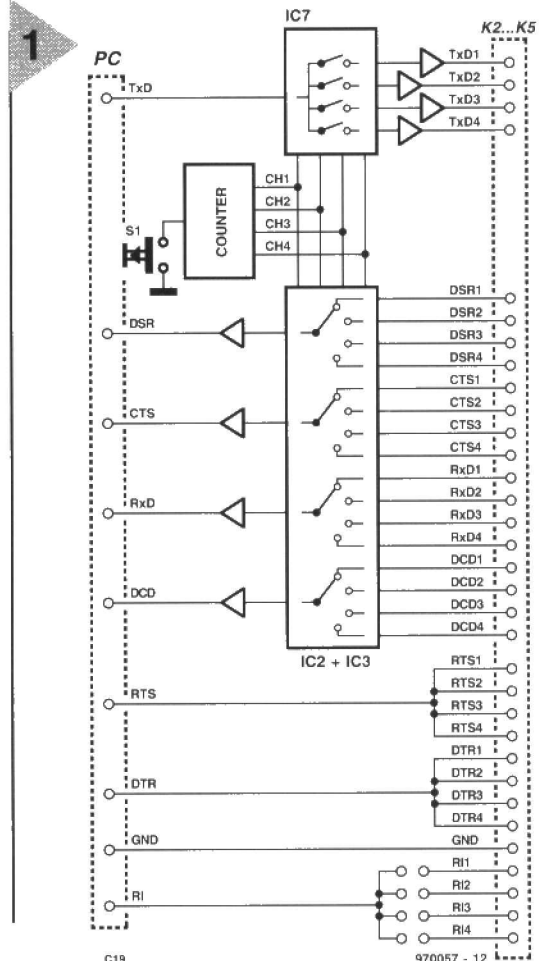 1
IC7
K2...K5
PC
TxD
TxD1
TxD2
TxD3
TxD4
COUNTER
S1
CH1
CH2
CH3
CH4
DSR
DSR1
DSR2
DSR3
DSR4
CTS
CTS1
CTS2
CTS3
CTS4
RxD
RxD1
RxD2
RxD3
RxD4
DCD
DCD1
DCD2
DCD3
DCD4
IC2 + IC3
RTS
RTS1
RTS2
RTS3
RTS4
DTR
DTR1
DTR2
DTR3
DTR4
GND
GND
RI
RI1
RI2
RI3
RI4
C19
970057 - 12